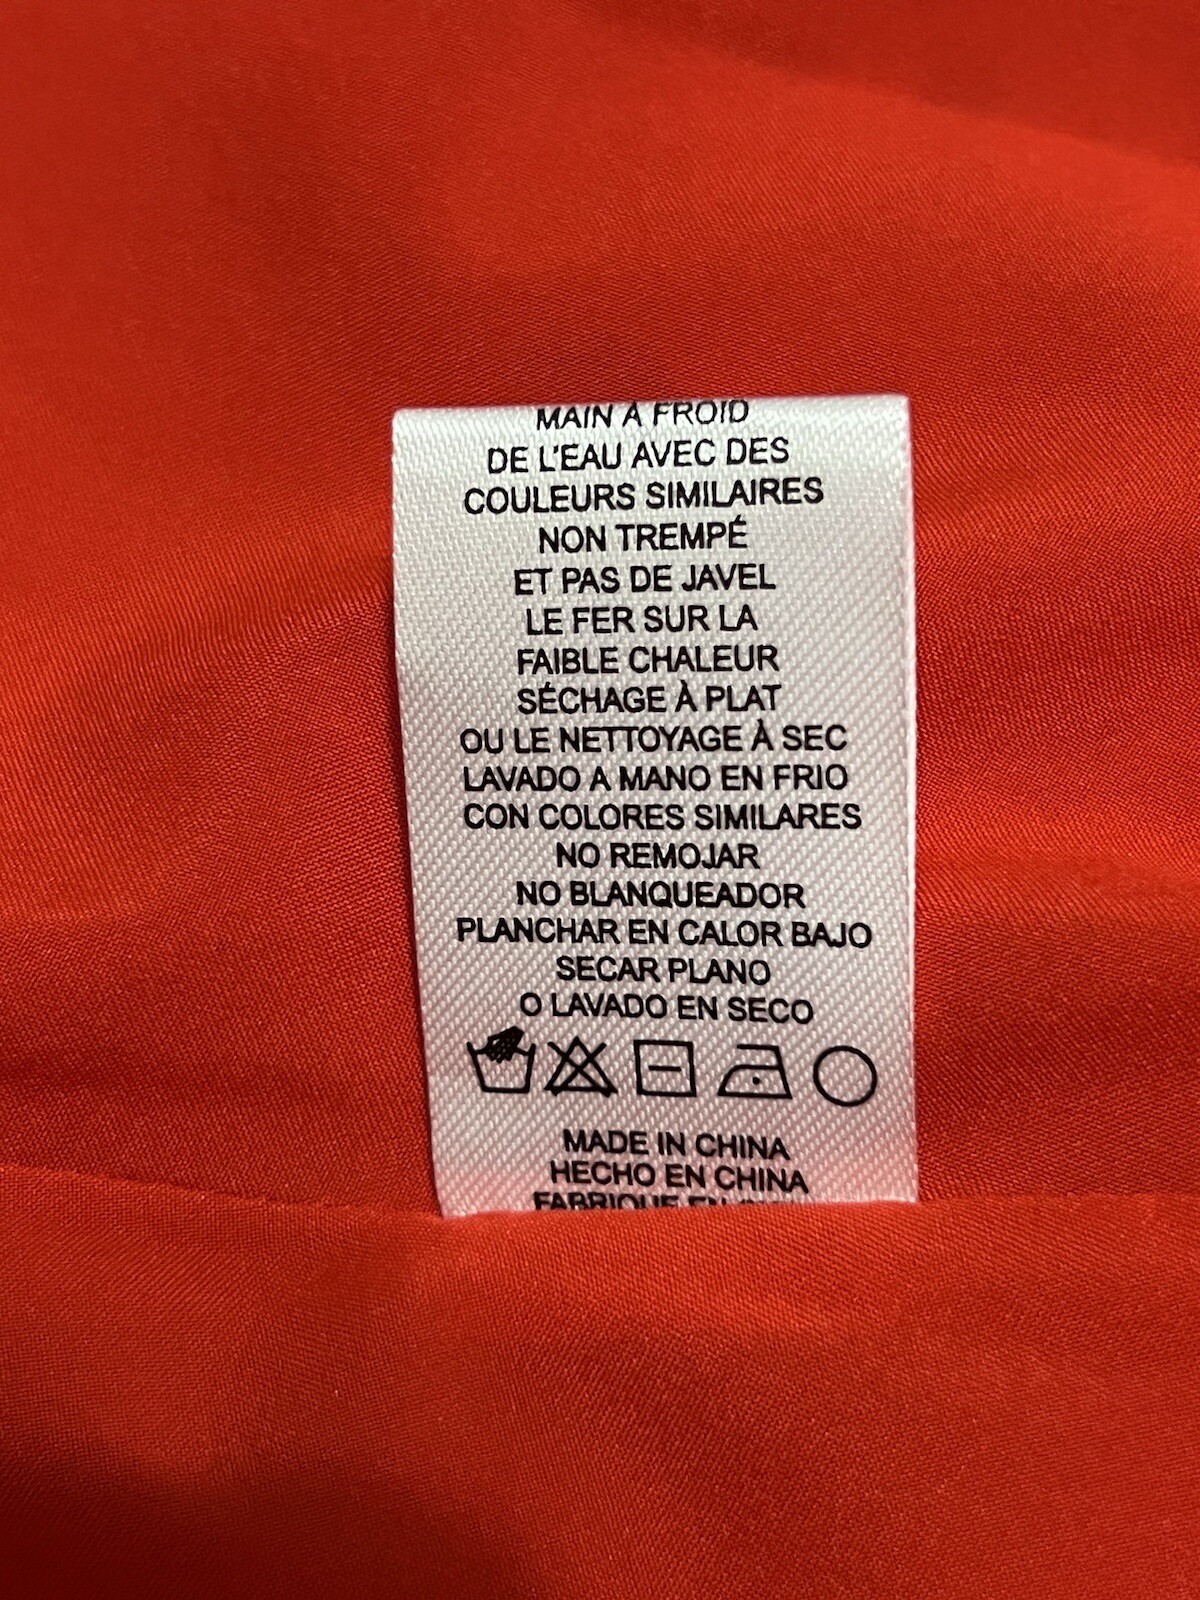 MAIN À FROID
DE L'EAU AVEC DES
COULEURS SIMILAIRES
NON TREMPÉ
ET PAS DE JAVEL
LE FER SUR LA
FAIBLE CHALEUR
SÉCHAGE À PLAT
OU LE NETTOYAGE À SEC
LAVADO A MANO EN FRIO
CON COLORES SIMILARES
NO REMOJAR
NO BLANQUEADOR
PLANCHAR EN CALOR BAJO
SECAR PLANO
O LAVADO EN SECO
MADE IN CHINA
HECHO EN CHINA
FABRIQUE EN